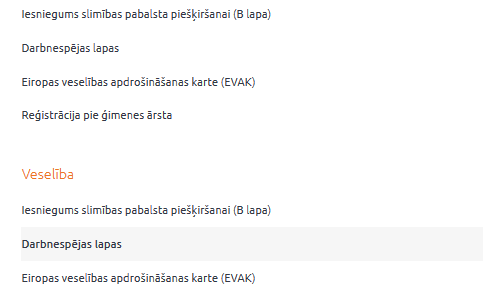 Iesniegums slimības pabalsta piešķiršanai (B lapa)
Darbnespējas lapas
Eiropas veselības apdrošināšanas karte (EVAK)
Reģistrācija pie ģimenes ārsta
Veselība
Iesniegums slimības pabalsta piešķiršanai (B lapa)
Darbnespējas lapas
Eiropas veselības apdrošināšanas karte (EVAK)